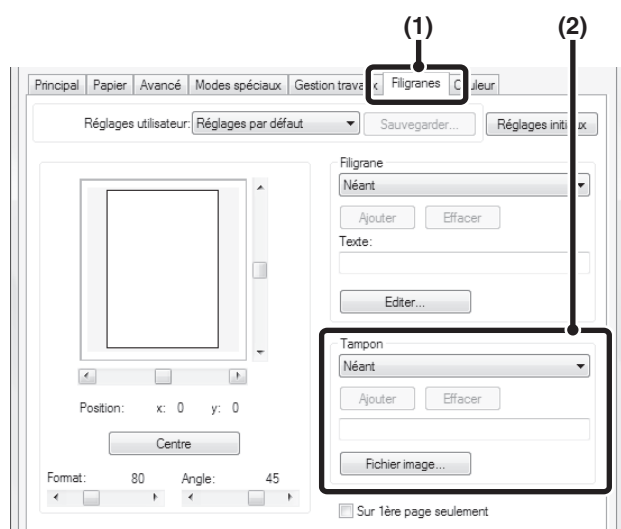 (1) (2)
Principal Papier Avancé Modes spéciaux Gestion trava x Filigranes C uleur
Réglages utilisateur: Réglages par défaut Sauvegarder... Réglages initi ux
Filigrane
Néant
Ajouter Effacer
Texte:
Editer...
Tampon
Néant
Ajouter Effacer
Fichier image...
Position: x: 0 y: 0
Centre
Format: 80 Angle: 45
Sur 1ère page seulement